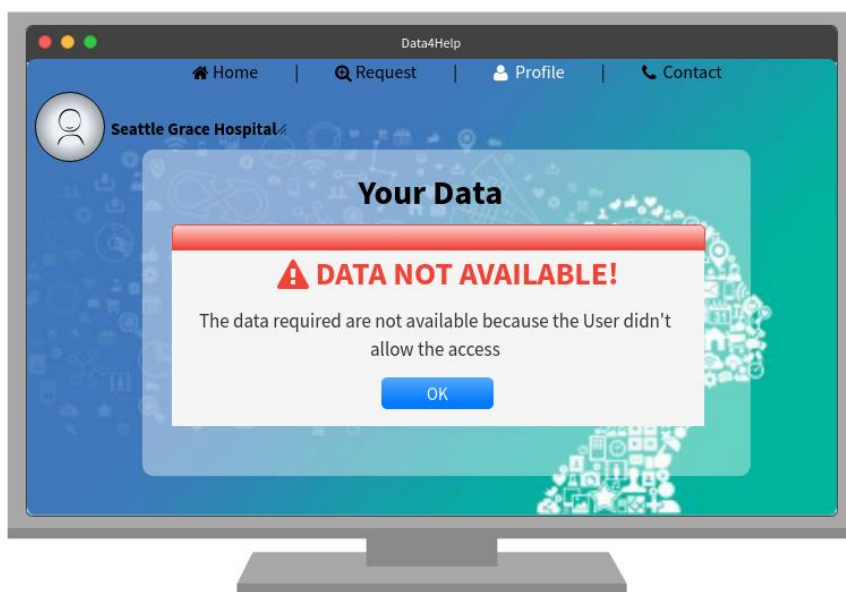 Data4Help
Home | Request | Profile | Contact
Seattle Grace Hospital
Your Data
DATA NOT AVAILABLE!
The data required are not available because the User didn't
allow the access
OK